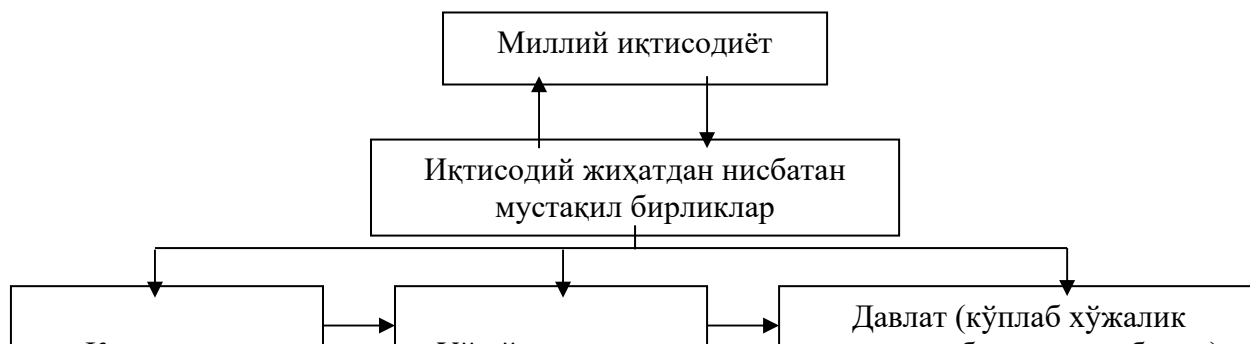 Миллий иқтисодиёт
Иқтисодий жиҳатдан нисбатан
мустақил бирликлар
Давлат (кўплаб хўжалик